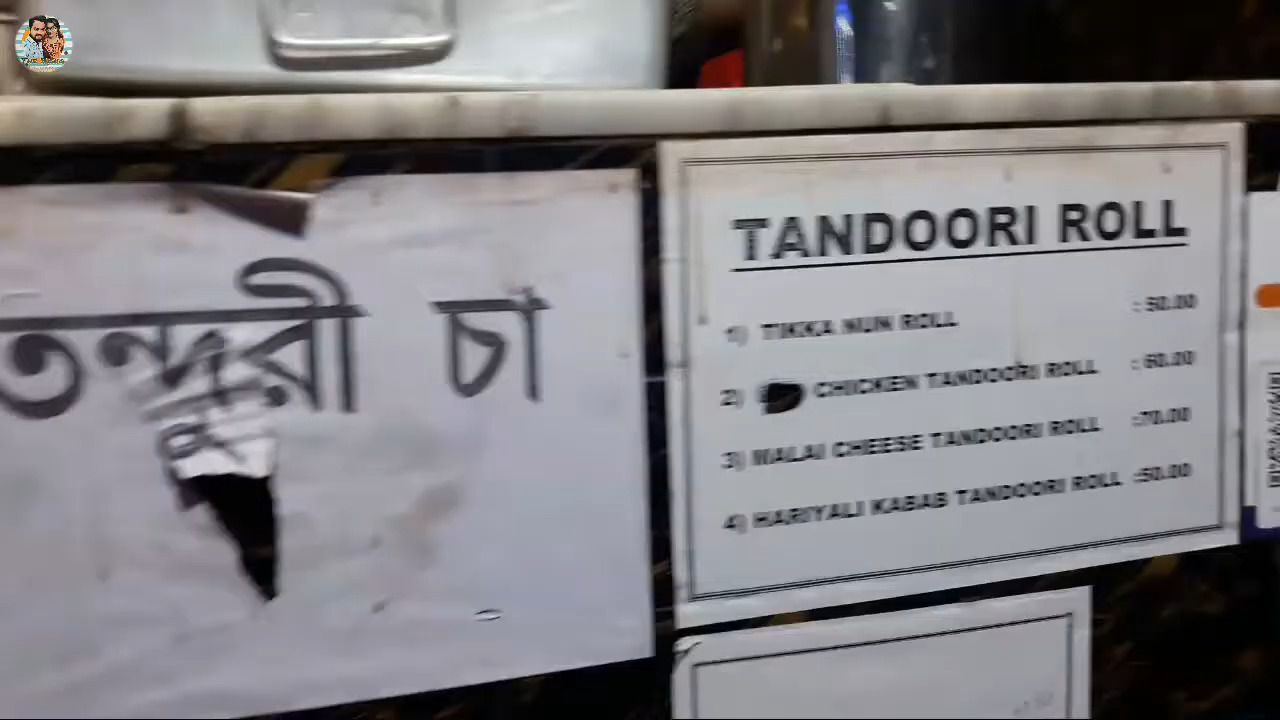 তন্দুরী চা
TANDOORI ROLL
1) TIKKA NUN ROLL : 50.00
2) CHICKEN TANDOORI ROLL : 60.00
3) MALAI CHEESE TANDOORI ROLL :70.00
4) HARIYALI KABAB TANDOORI ROLL :50.00